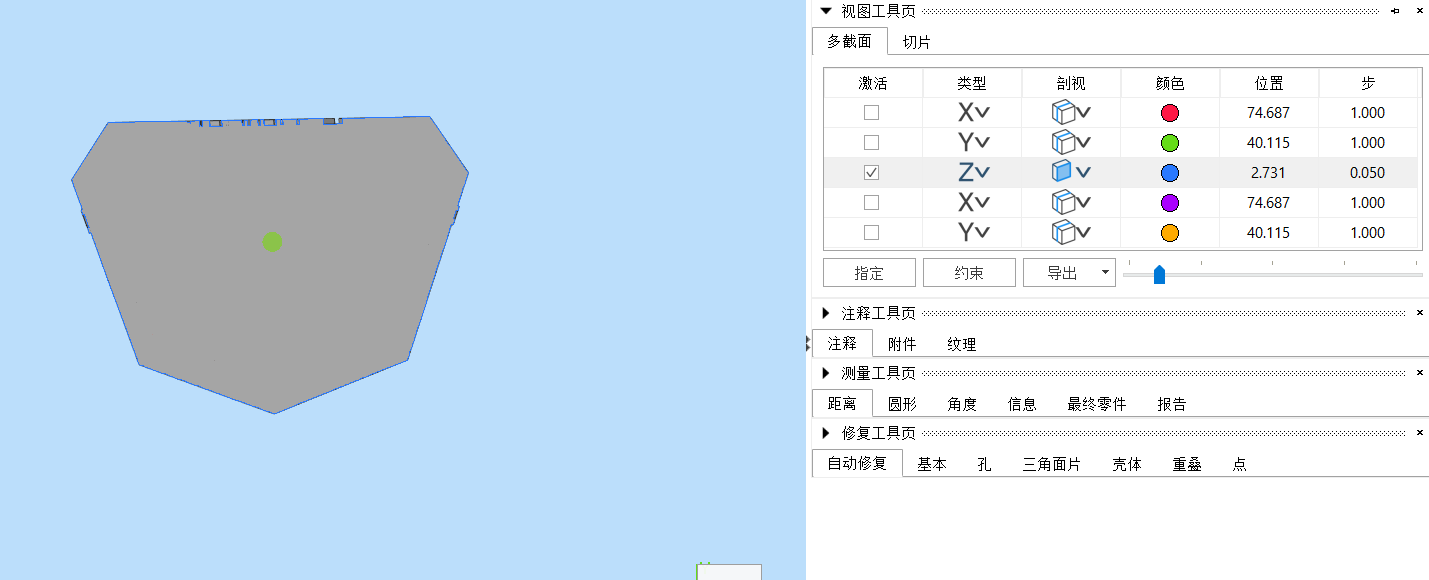 视图工具页
多截面 切片
激活 类型 剖视 颜色 位置 步
X 74.687 1.000
Y 40.115 1.000
Z 2.731 0.050
X 74.687 1.000
Y 40.115 1.000
指定 约束 导出
注释工具页
注释 附件 纹理
测量工具页
距离 圆形 角度 信息 最终零件 报告
修复工具页
自动修复 基本 孔 三角面片 壳体 重叠 点